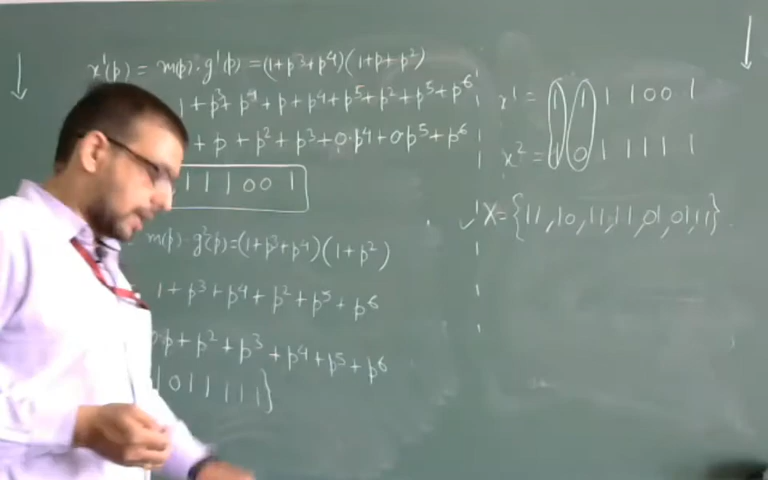 x¹(p) = m(p)·g¹(p) = (1+p³+p⁴)(1+p+p²)
1+p³+p⁴+p+p⁴+p⁵+p²+p⁵+p⁶
+p+p²+p³+0·p⁴+0p⁵+p⁶
1 1 1 0 0 1
m(p)·g²(p)=(1+p³+p⁴)(1+p²)
1+p³+p⁴+p²+p⁵+p⁶
0·p+p²+p³+p⁴+p⁵+p⁶
1 0 1 1 1 1 1}
x¹ = 1 1 1 1 0 0 1
x² = 1 0 1 1 1 1 1
X={11,10,11,11,01,01,11}